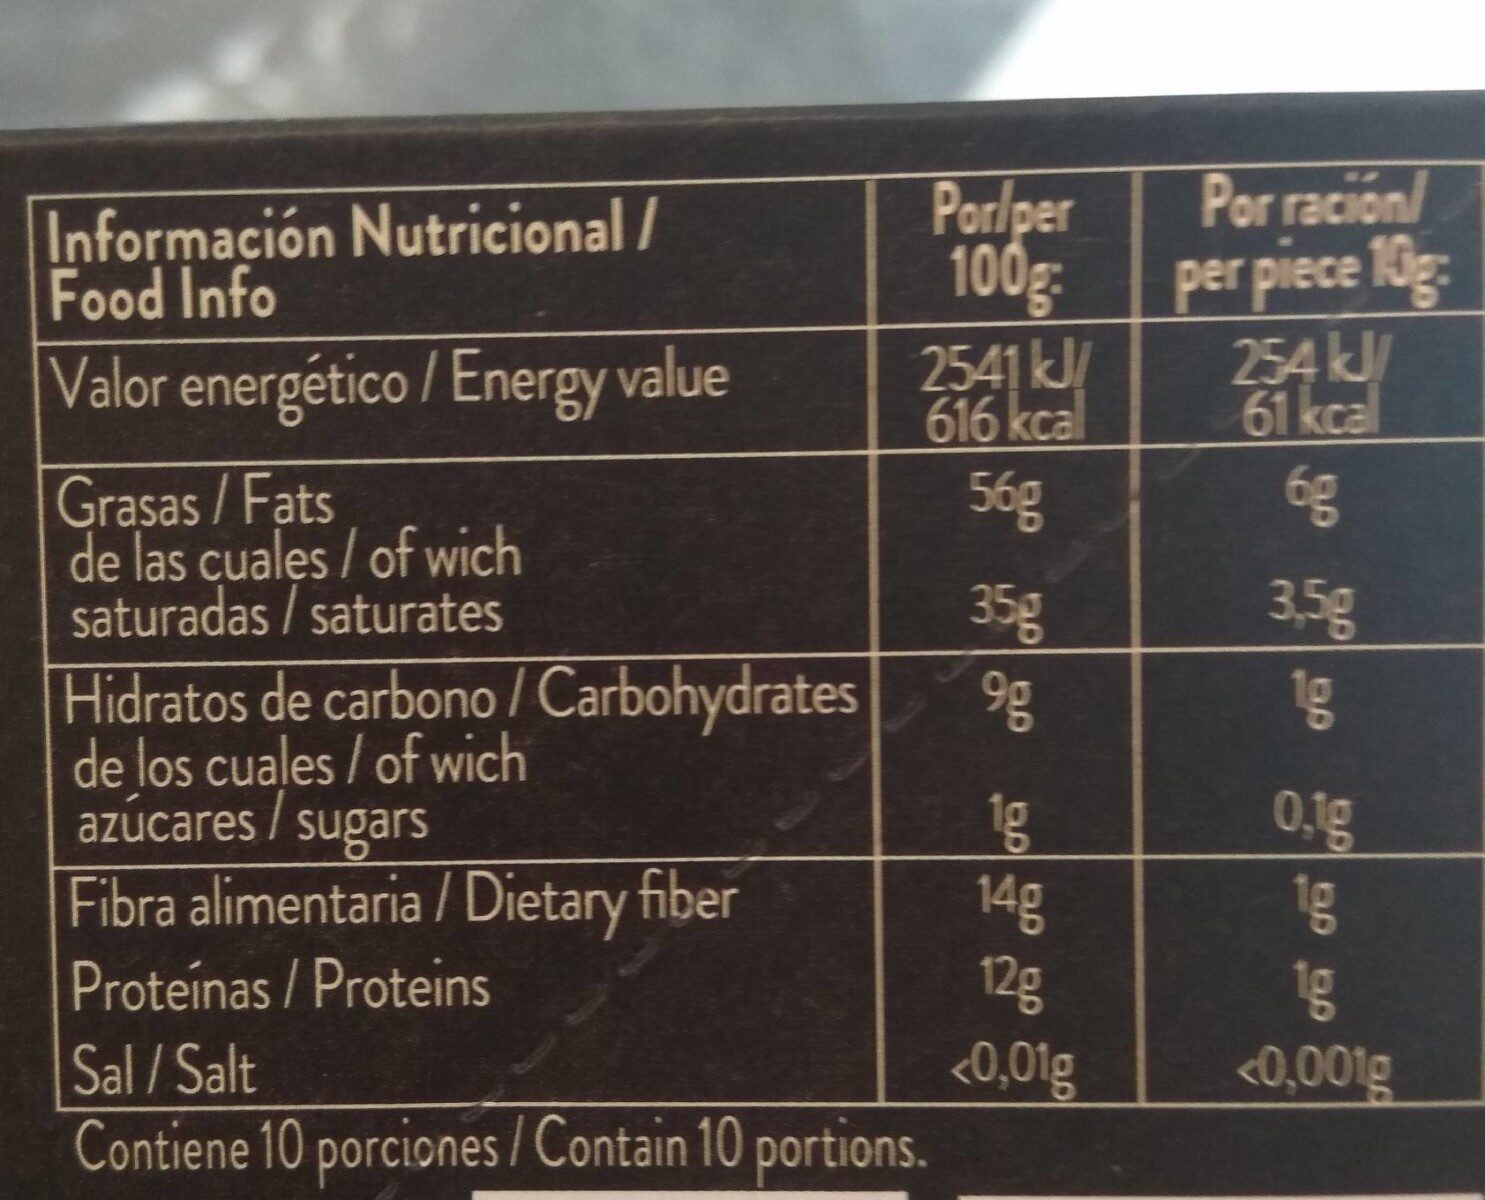 Información Nutricional / Por/per Por ración/
Food Info 100g: per piece 10g:
Valor energético / Energy value 2541 kJ/ 254 kJ/
616 kcal 61 kcal
Grasas / Fats 56g 6g
de las cuales / of wich
saturadas / saturates 35g 3,5g
Hidratos de carbono / Carbohydrates 9g 1g
de los cuales / of wich
azúcares / sugars 1g 0,1g
Fibra alimentaria / Dietary fiber 14g 1g
Proteínas / Proteins 12g 1g
Sal / Salt <0,01g <0,001g
Contiene 10 porciones / Contain 10 portions.